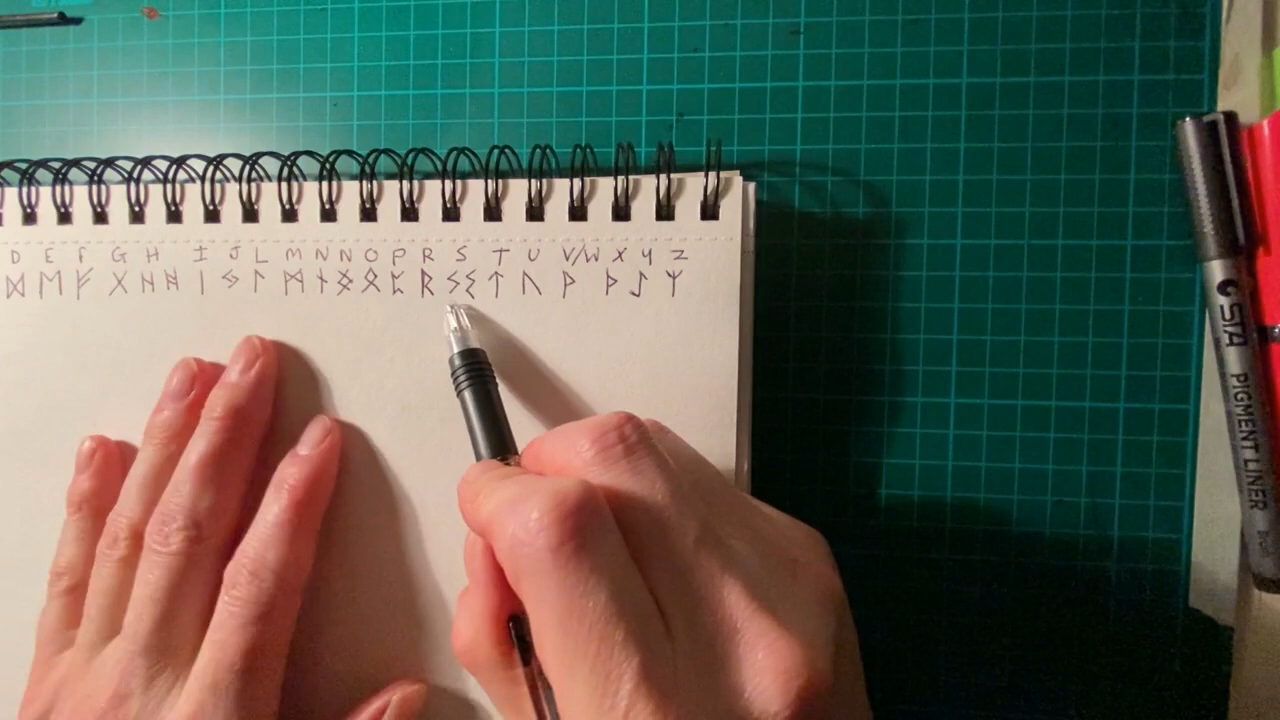 D E F G H I J L M N N O P R S T U V/W X Y Z
ᛞ ᛖ ᚠ ᚷ ᚺ ᚻ ᛁ ᛃ ᛚ ᛗ ᚾ ᛝ ᛟ ᛈ ᚱ ᛊ ᛏ ᚢ ᚹ ᚦ ᛇ ᛉ
STA PIGMENT LINER